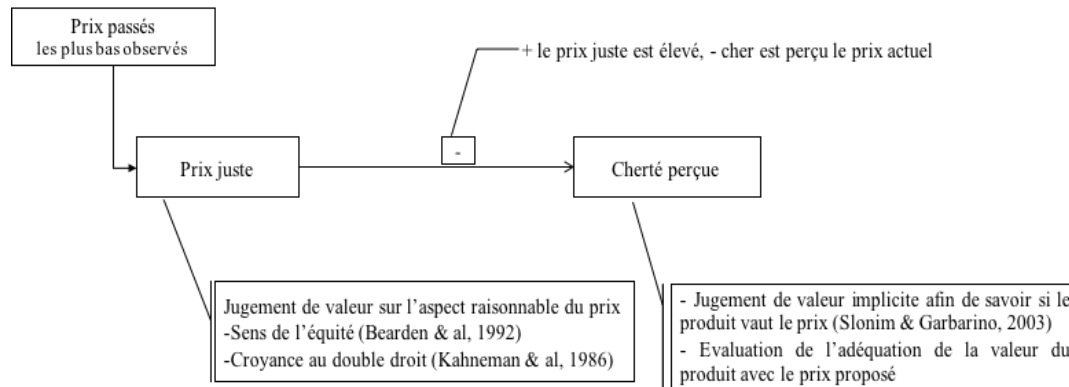 Prix passés
les plus bas observés
+ le prix juste est élevé, - cher est perçu le prix actuel
-
Prix juste
Cherté perçue
Jugement de valeur sur l'aspect raisonnable du prix
-Sens de l'équité (Bearden & al, 1992)
-Croyance au double droit (Kahneman & al, 1986)
- Jugement de valeur implicite afin de savoir si le
produit vaut le prix (Slonim & Garbarino, 2003)
- Evaluation de l'adéquation de la valeur du
produit avec le prix proposé